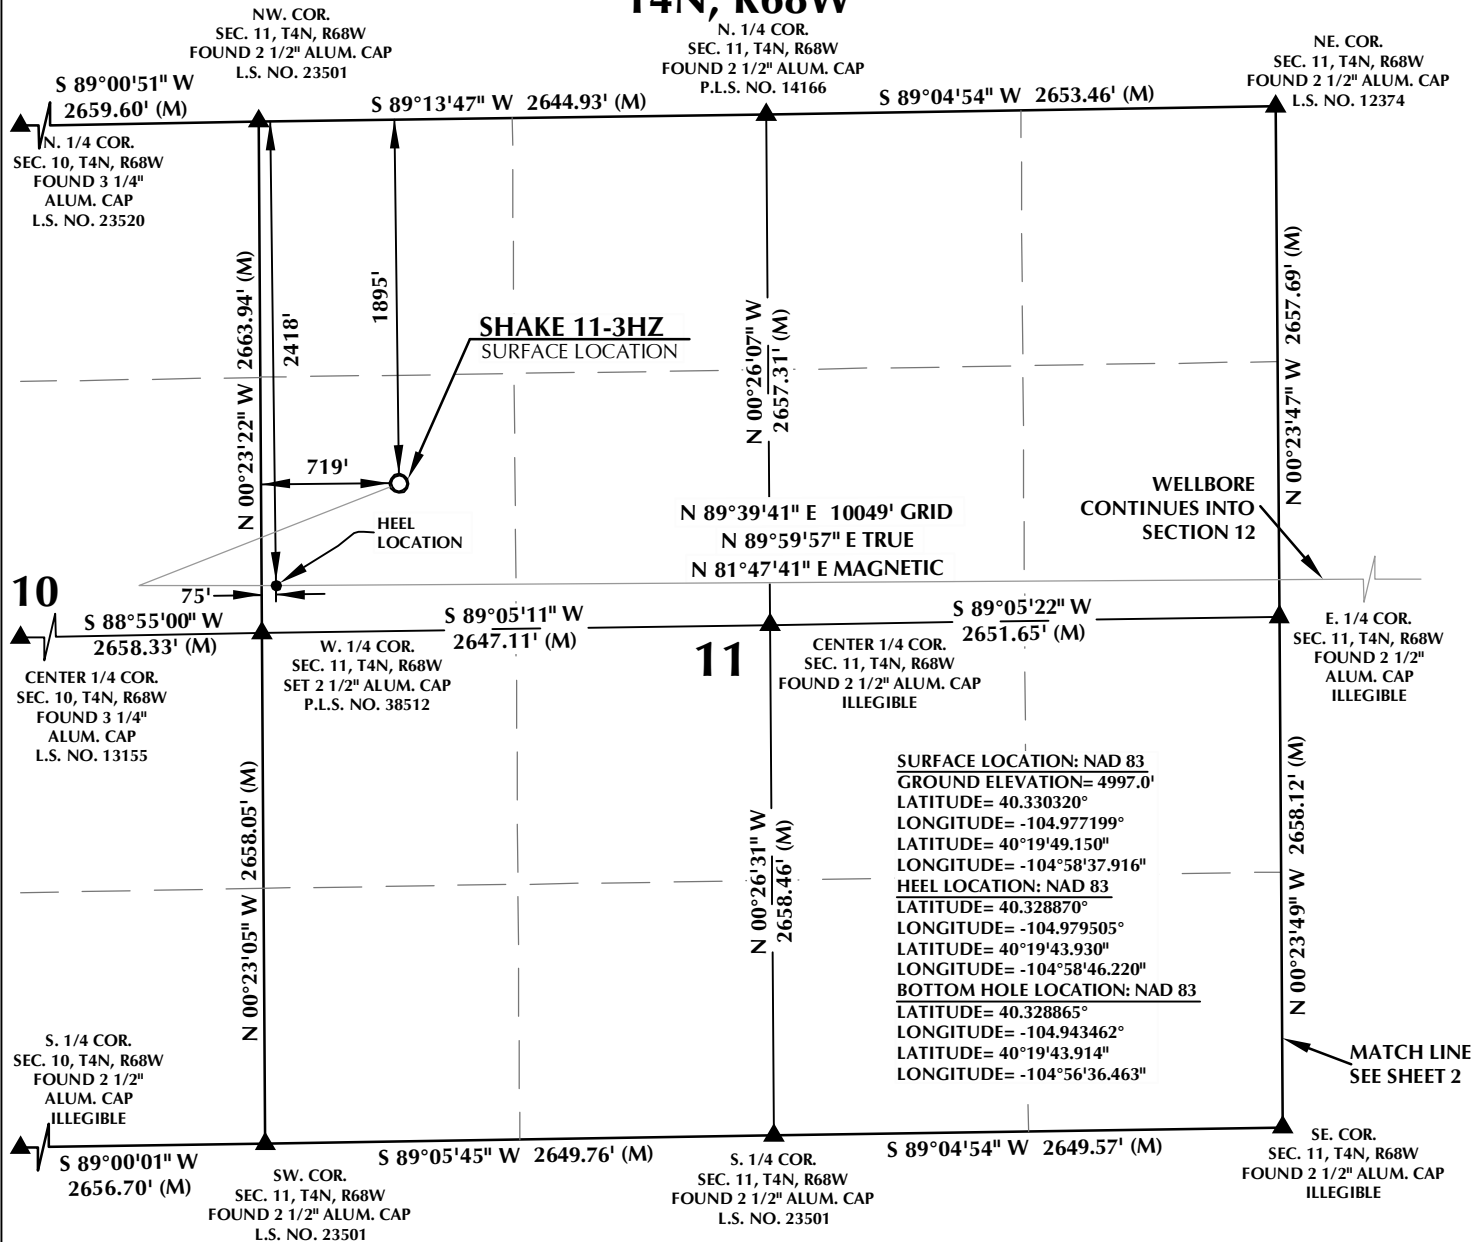 T4N, R68W
NW. COR.
SEC. 11, T4N, R68W
FOUND 2 1/2" ALUM. CAP
L.S. NO. 23501
N. 1/4 COR.
SEC. 11, T4N, R68W
FOUND 2 1/2" ALUM. CAP
P.L.S. NO. 14166
NE. COR.
SEC. 11, T4N, R68W
FOUND 2 1/2" ALUM. CAP
L.S. NO. 12374
S 89°00'51" W
2659.60' (M)
S 89°13'47" W 2644.93' (M)
S 89°04'54" W 2653.46' (M)
N. 1/4 COR.
SEC. 10, T4N, R68W
FOUND 3 1/4"
ALUM. CAP
L.S. NO. 23520
N 00°23'22" W 2663.94' (M)
2418'
1895'
SHAKE 11-3HZ
SURFACE LOCATION
N 00°26'07" W
2657.31' (M)
N 00°23'47" W 2657.69' (M)
719'
HEEL
LOCATION
N 89°39'41" E 10049' GRID
N 89°59'57" E TRUE
N 81°47'41" E MAGNETIC
WELLBORE
CONTINUES INTO
SECTION 12
10
75'
S 88°55'00" W
2658.33' (M)
S 89°05'11" W
2647.11' (M)
S 89°05'22" W
2651.65' (M)
11
CENTER 1/4 COR.
SEC. 10, T4N, R68W
FOUND 3 1/4"
ALUM. CAP
L.S. NO. 13155
W. 1/4 COR.
SEC. 11, T4N, R68W
SET 2 1/2" ALUM. CAP
P.L.S. NO. 38512
CENTER 1/4 COR.
SEC. 11, T4N, R68W
FOUND 2 1/2" ALUM. CAP
ILLEGIBLE
E. 1/4 COR.
SEC. 11, T4N, R68W
FOUND 2 1/2"
ALUM. CAP
ILLEGIBLE
N 00°23'05" W 2658.05' (M)
N 00°26'31" W
2658.46' (M)
N 00°23'49" W 2658.12' (M)
SURFACE LOCATION: NAD 83
GROUND ELEVATION= 4997.0'
LATITUDE= 40.330320°
LONGITUDE= -104.977199°
LATITUDE= 40°19'49.150"
LONGITUDE= -104°58'37.916"
HEEL LOCATION: NAD 83
LATITUDE= 40.328870°
LONGITUDE= -104.979505°
LATITUDE= 40°19'43.930"
LONGITUDE= -104°58'46.220"
BOTTOM HOLE LOCATION: NAD 83
LATITUDE= 40.328865°
LONGITUDE= -104.943462°
LATITUDE= 40°19'43.914"
LONGITUDE= -104°56'36.463"
MATCH LINE
SEE SHEET 2
S. 1/4 COR.
SEC. 10, T4N, R68W
FOUND 2 1/2"
ALUM. CAP
ILLEGIBLE
S 89°00'01" W
2656.70' (M)
S 89°05'45" W 2649.76' (M)
S 89°04'54" W 2649.57' (M)
SW. COR.
SEC. 11, T4N, R68W
FOUND 2 1/2" ALUM. CAP
L.S. NO. 23501
S. 1/4 COR.
SEC. 11, T4N, R68W
FOUND 2 1/2" ALUM. CAP
L.S. NO. 23501
SE. COR.
SEC. 11, T4N, R68W
FOUND 2 1/2" ALUM. CAP
ILLEGIBLE